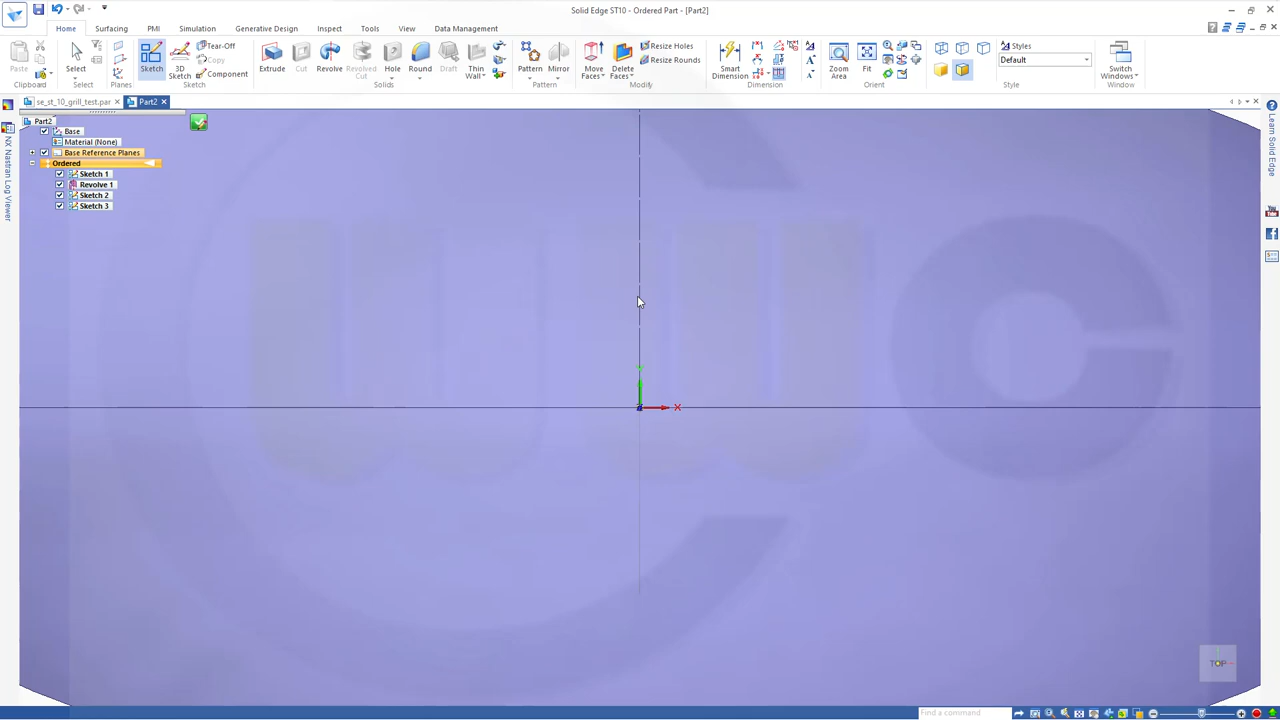 Solid Edge ST10 - Ordered Part - [Part2]
Home Surfacing PMI Simulation Generative Design Inspect Tools View Data Management
Paste
Clipboard
Select
Select
Planes
Sketch
3D Sketch
Tear-Off
Copy
Component
Sketch
Extrude
Cut
Revolve
Revolved Cut
Hole
Round
Draft
Thin Wall
Solids
Pattern
Mirror
Pattern
Move Faces
Delete Faces
Resize Holes
Resize Rounds
Modify
Smart Dimension
Dimension
Zoom Area
Fit
Orient
Styles
Default
Style
Switch Windows
Window
se_st_10_grill_test.par
Part2
Part2
Base
Material (None)
Base Reference Planes
Ordered
Sketch 1
Revolve 1
Sketch 2
Sketch 3
NX Nastran Log Viewer
Learn Solid Edge
You Tube
X
TOP
Find a command